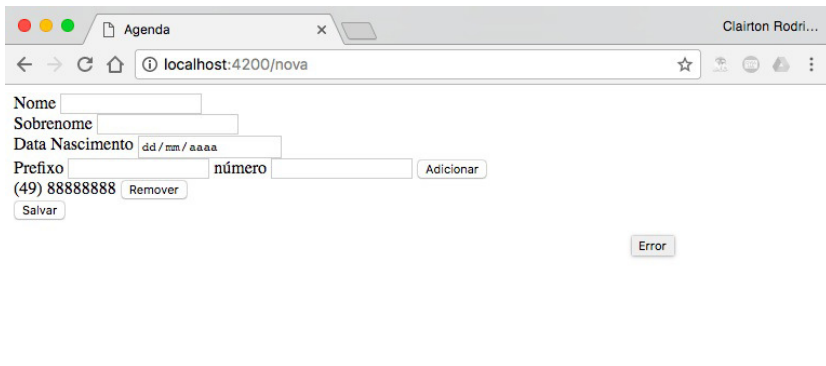 Agenda
Clairton Rodri...
localhost:4200/nova
Nome
Sobrenome
Data Nascimento dd/mm/aaaa
Prefixo número Adicionar
(49) 88888888 Remover
Salvar
Error